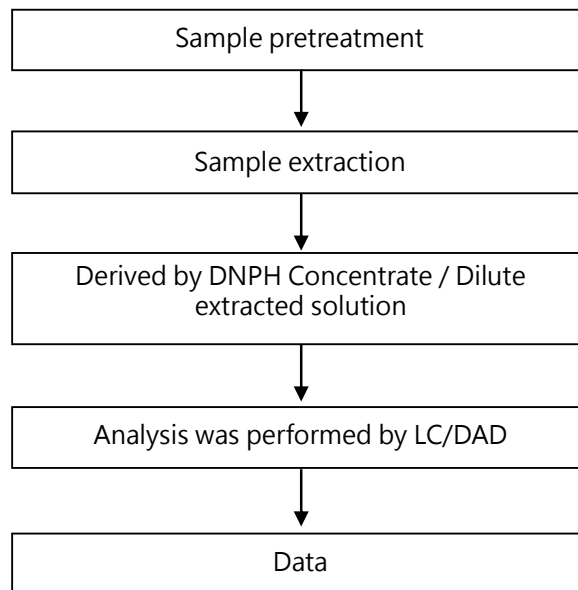 Sample pretreatment
Sample extraction
Derived by DNPH Concentrate / Dilute
extracted solution
Analysis was performed by LC/DAD
Data